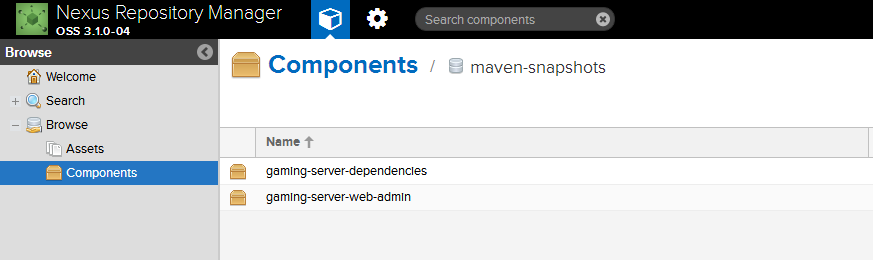 Nexus Repository Manager
OSS 3.1.0-04
Search components
Browse
Welcome
Search
Browse
Assets
Components
Components / maven-snapshots
Name
gaming-server-dependencies
gaming-server-web-admin